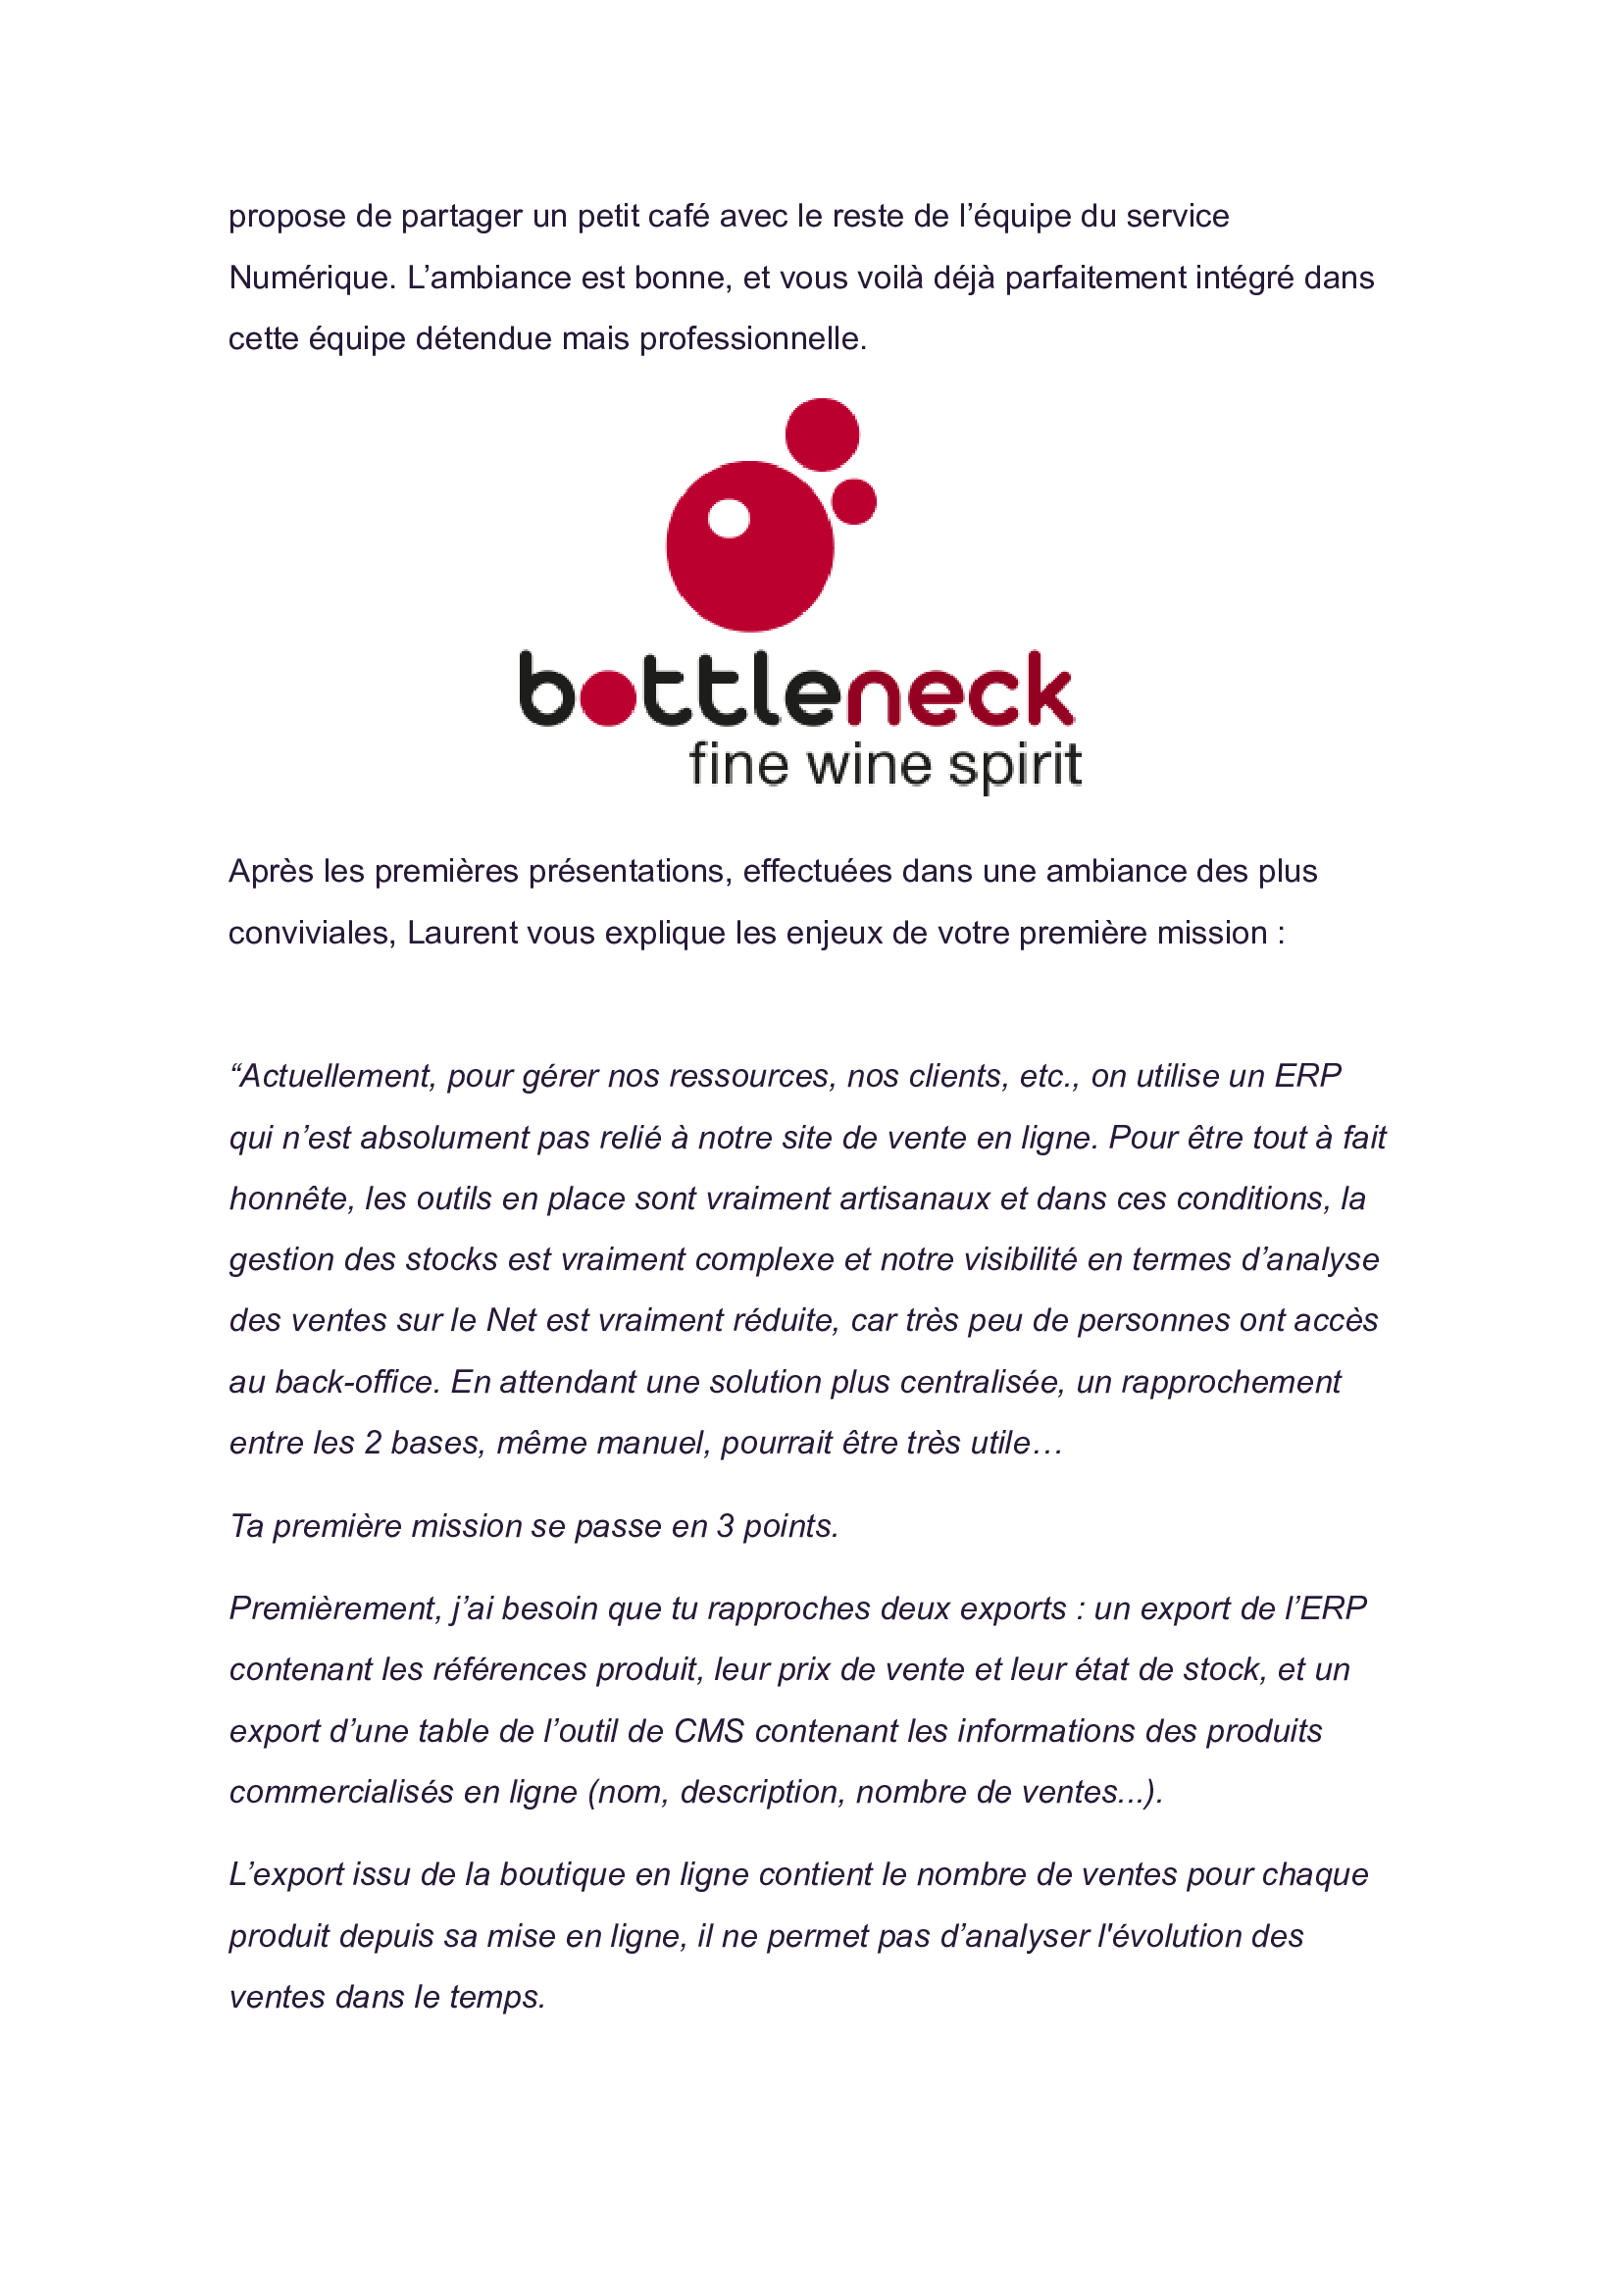 propose de partager un petit café avec le reste de l’équipe du service
Numérique. L’ambiance est bonne, et vous voilà déjà parfaitement intégré dans
cette équipe détendue mais professionnelle.
bottleneck
fine wine spirit
Après les premières présentations, effectuées dans une ambiance des plus
conviviales, Laurent vous explique les enjeux de votre première mission :
“Actuellement, pour gérer nos ressources, nos clients, etc., on utilise un ERP
qui n’est absolument pas relié à notre site de vente en ligne. Pour être tout à fait
honnête, les outils en place sont vraiment artisanaux et dans ces conditions, la
gestion des stocks est vraiment complexe et notre visibilité en termes d’analyse
des ventes sur le Net est vraiment réduite, car très peu de personnes ont accès
au back-office. En attendant une solution plus centralisée, un rapprochement
entre les 2 bases, même manuel, pourrait être très utile…
Ta première mission se passe en 3 points.
Premièrement, j’ai besoin que tu rapproches deux exports : un export de l’ERP
contenant les références produit, leur prix de vente et leur état de stock, et un
export d’une table de l’outil de CMS contenant les informations des produits
commercialisés en ligne (nom, description, nombre de ventes...).
L’export issu de la boutique en ligne contient le nombre de ventes pour chaque
produit depuis sa mise en ligne, il ne permet pas d’analyser l'évolution des
ventes dans le temps.